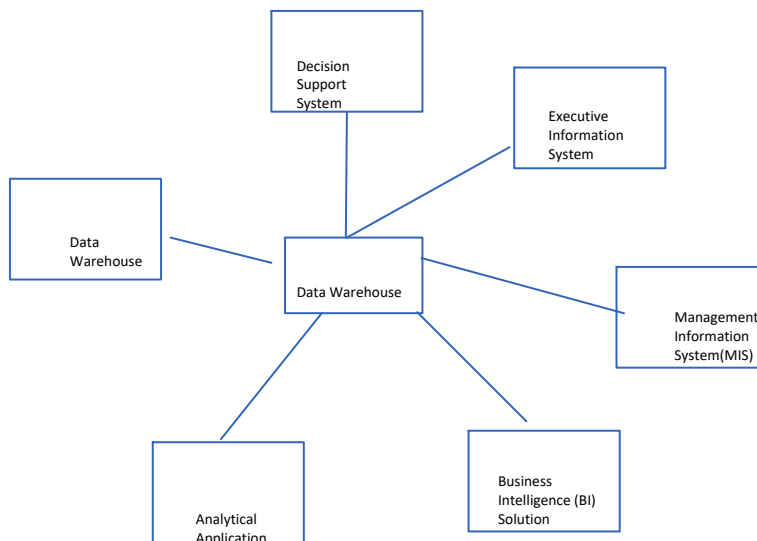 Decision
Support
System
Executive
Information
System
Data
Warehouse
Data Warehouse
Management
Information
System(MIS)
Business
Intelligence (BI)
Solution
Analytical
Application